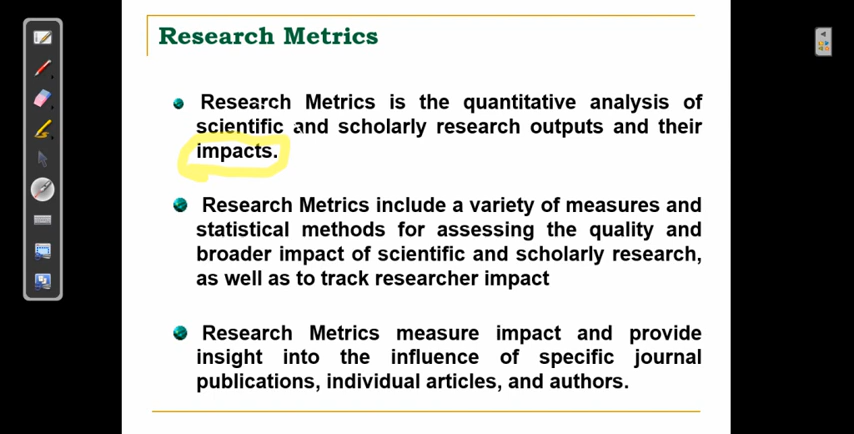 Research Metrics
Research Metrics is the quantitative analysis of
scientific and scholarly research outputs and their
impacts.
Research Metrics include a variety of measures and
statistical methods for assessing the quality and
broader impact of scientific and scholarly research,
as well as to track researcher impact
Research Metrics measure impact and provide
insight into the influence of specific journal
publications, individual articles, and authors.